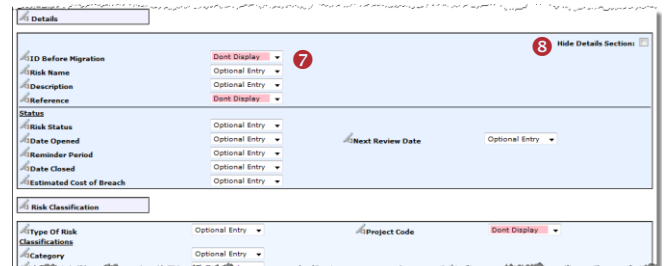 Details
8 Hide Details Section:
ID Before Migration Dont Display 7
Risk Name Optional Entry
Description Optional Entry
Reference Dont Display
Status
Risk Status Optional Entry
Date Opened Optional Entry Next Review Date Optional Entry
Reminder Period Optional Entry
Date Closed Optional Entry
Estimated Cost of Breach Optional Entry
Risk Classification
Type Of Risk Optional Entry Project Code Dont Display
Classifications
Category Optional Entry